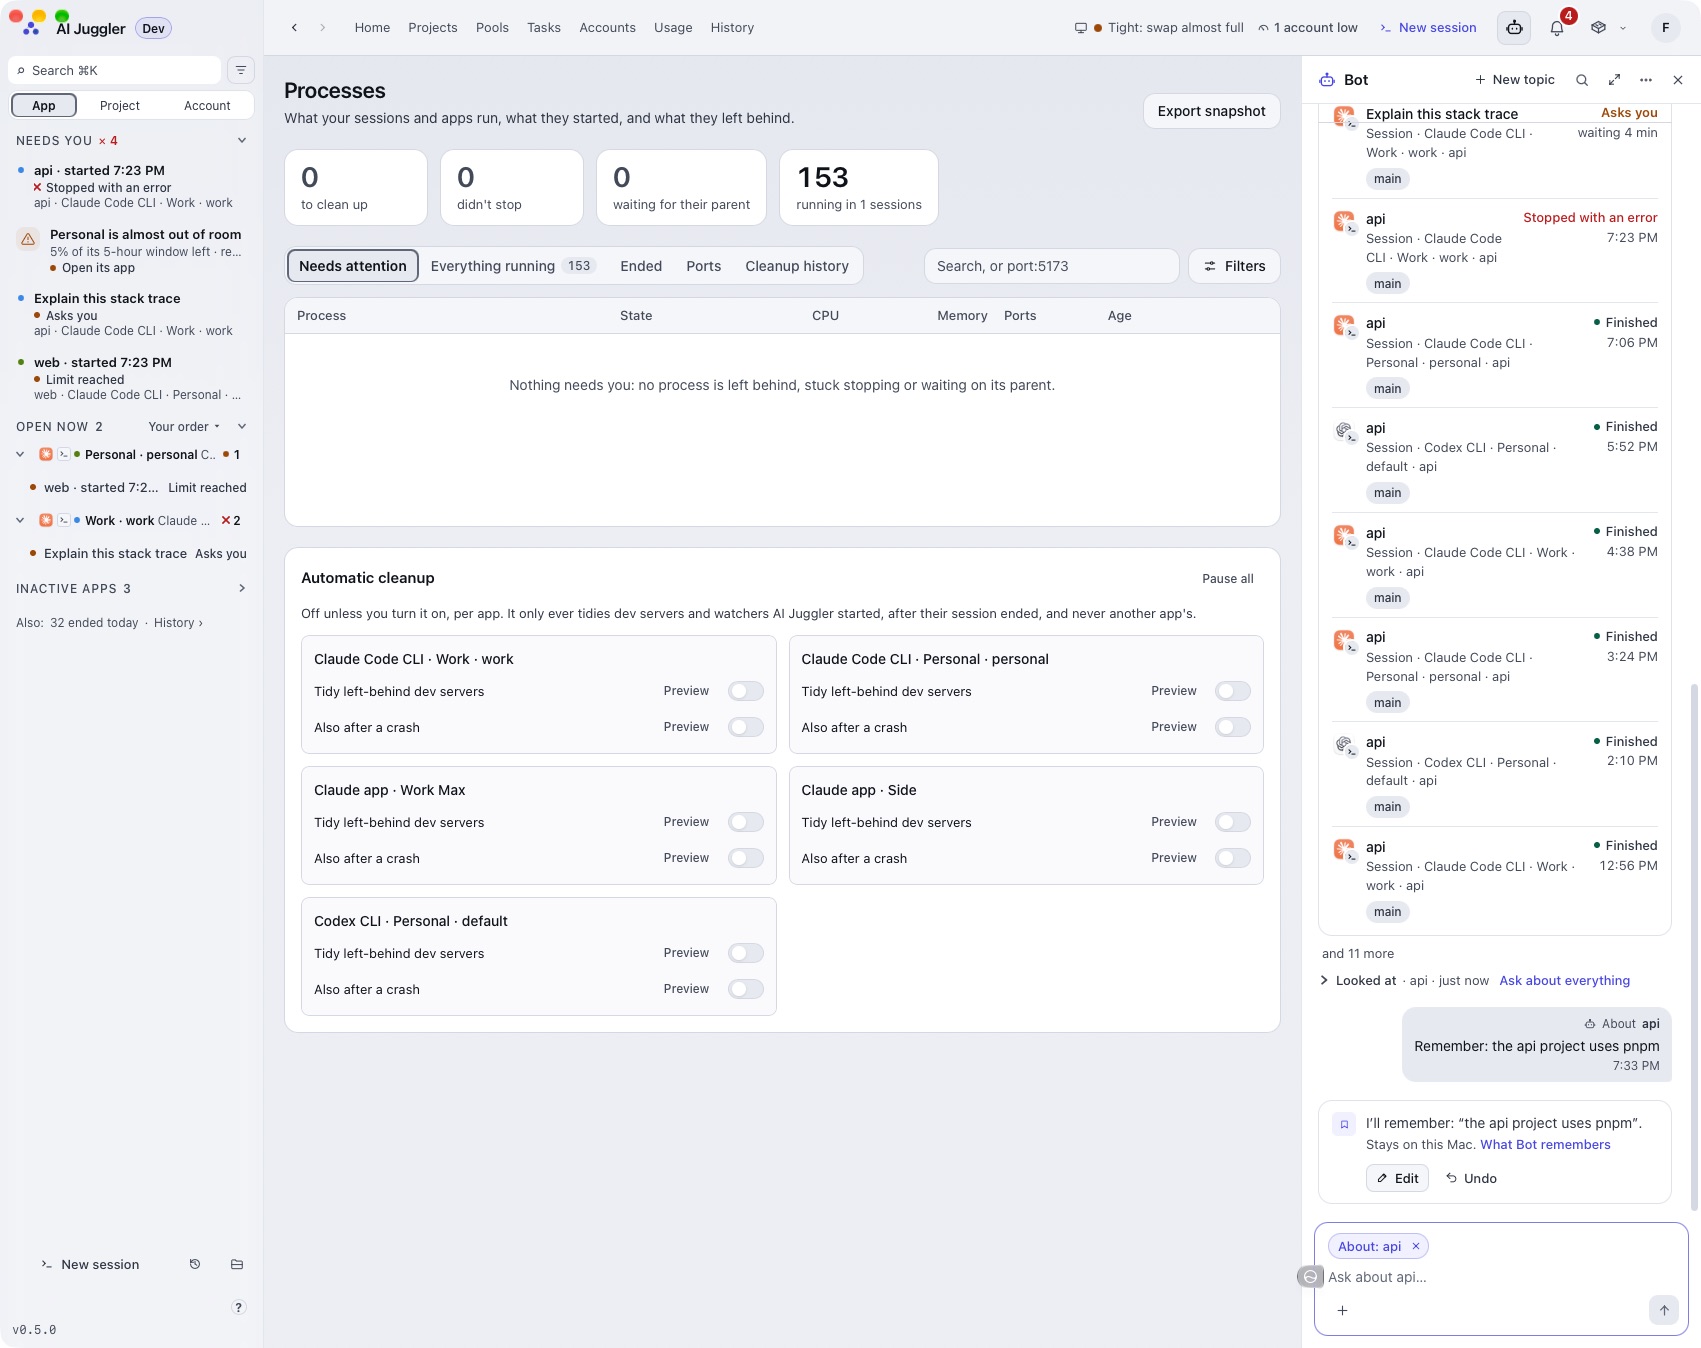 AI Juggler Dev
Search ⌘K
App Project Account
NEEDS YOU × 4
api · started 7:23 PM
Stopped with an error
api · Claude Code CLI · Work · work
Personal is almost out of room
5% of its 5-hour window left · re...
Open its app
Explain this stack trace
Asks you
api · Claude Code CLI · Work · work
web · started 7:23 PM
Limit reached
web · Claude Code CLI · Personal · ...
OPEN NOW 2 Your order
Personal · personal C.. 1
web · started 7:2... Limit reached
Work · work Claude ... × 2
Explain this stack trace Asks you
INACTIVE APPS 3
Also: 32 ended today · History ›
New session
?
v0.5.0
Home Projects Pools Tasks Accounts Usage History
Tight: swap almost full 1 account low New session 4 F
Processes
What your sessions and apps run, what they started, and what they left behind.
Export snapshot
0 to clean up
0 didn't stop
0 waiting for their parent
153 running in 1 sessions
Needs attention Everything running 153 Ended Ports Cleanup history
Search, or port:5173 Filters
Process State CPU Memory Ports Age
Nothing needs you: no process is left behind, stuck stopping or waiting on its parent.
Automatic cleanup Pause all
Off unless you turn it on, per app. It only ever tidies dev servers and watchers AI Juggler started, after their session ended, and never another app's.
Claude Code CLI · Work · work
Tidy left-behind dev servers Preview
Also after a crash Preview
Claude Code CLI · Personal · personal
Tidy left-behind dev servers Preview
Also after a crash Preview
Claude app · Work Max
Tidy left-behind dev servers Preview
Also after a crash Preview
Claude app · Side
Tidy left-behind dev servers Preview
Also after a crash Preview
Codex CLI · Personal · default
Tidy left-behind dev servers Preview
Also after a crash Preview
Bot + New topic
Explain this stack trace Asks you
Session · Claude Code CLI · waiting 4 min
Work · work · api
main
api Stopped with an error
Session · Claude Code 7:23 PM
CLI · Work · work · api
main
api Finished
Session · Claude Code CLI · 7:06 PM
Personal · personal · api
main
api Finished
Session · Codex CLI · Personal · 5:52 PM
default · api
main
api Finished
Session · Claude Code CLI · Work · 4:38 PM
work · api
main
api Finished
Session · Claude Code CLI · 3:24 PM
Personal · personal · api
main
api Finished
Session · Codex CLI · Personal · 2:10 PM
default · api
main
api Finished
Session · Claude Code CLI · Work · 12:56 PM
work · api
main
and 11 more
Looked at · api · just now Ask about everything
About api
Remember: the api project uses pnpm
7:33 PM
I'll remember: “the api project uses pnpm”.
Stays on this Mac. What Bot remembers
Edit Undo
About: api ×
Ask about api...